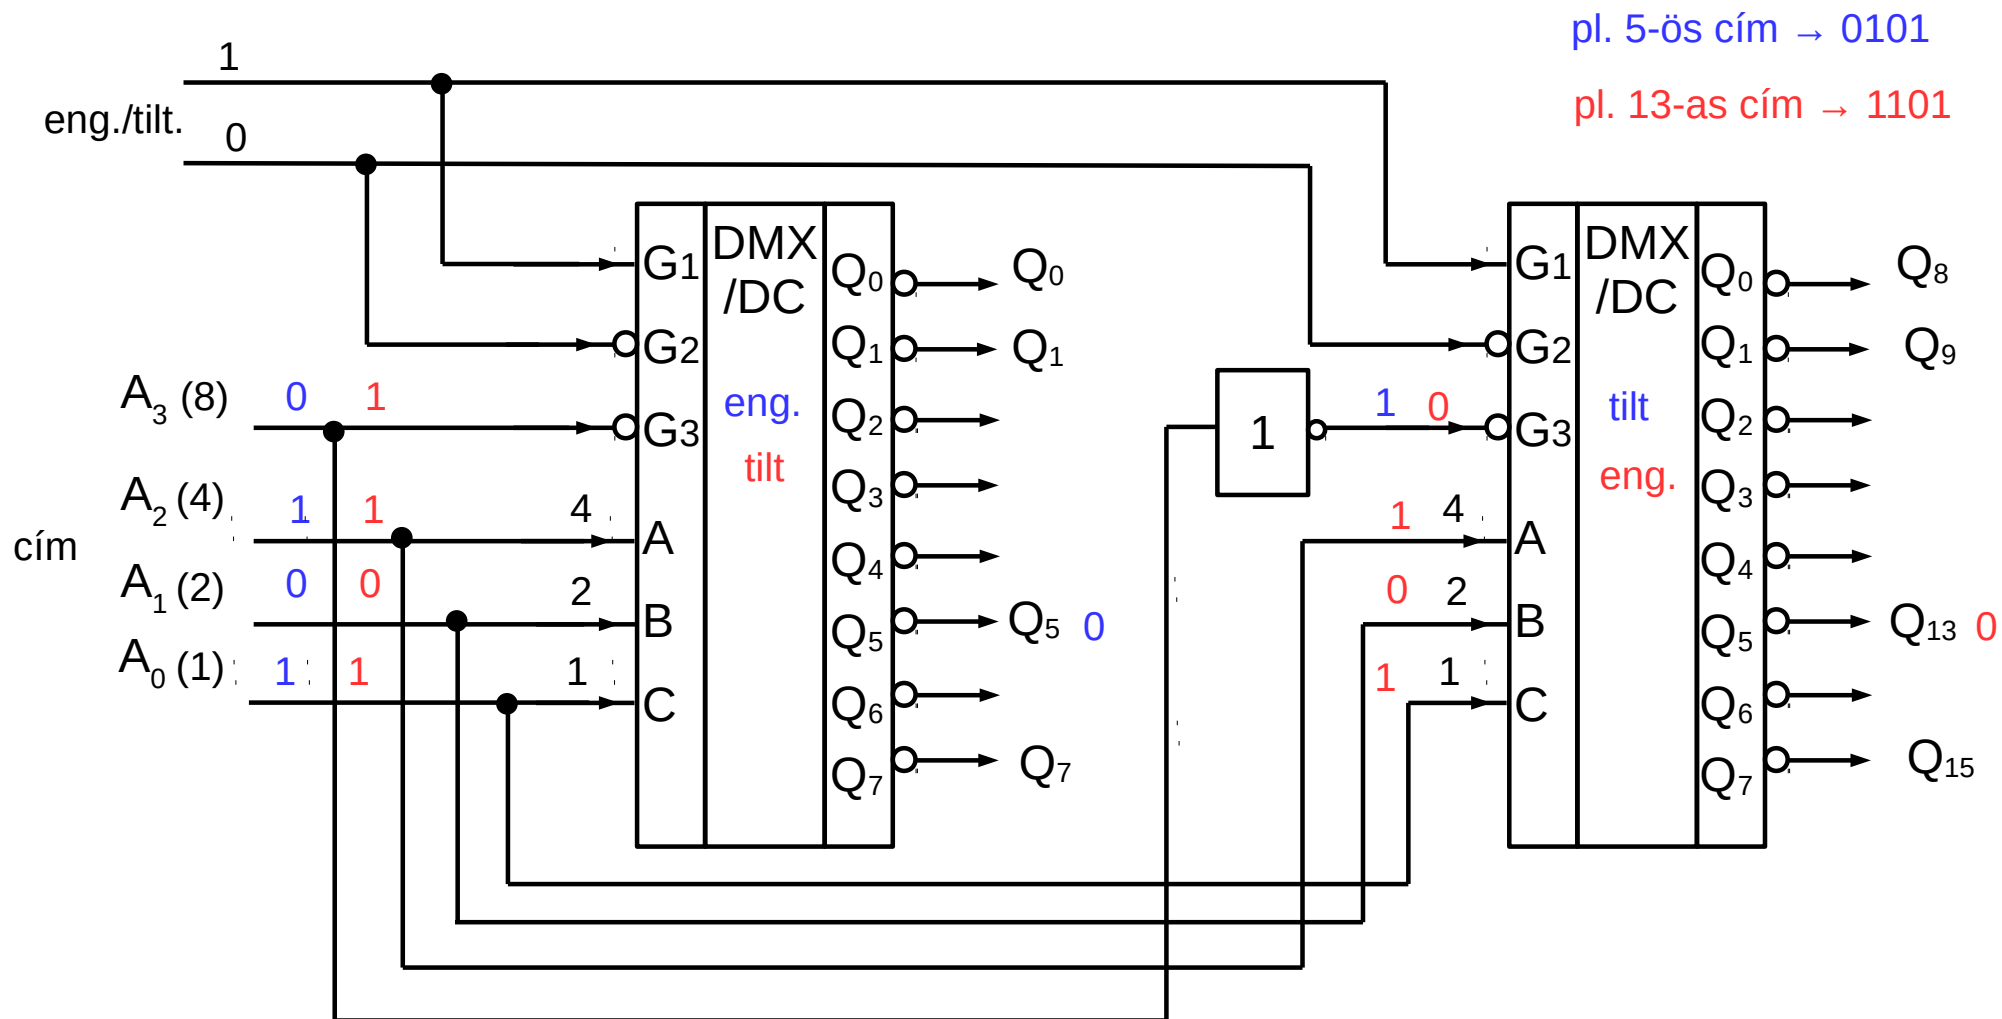 pl. 5-ös cím → 0101
pl. 13-as cím → 1101
1
eng./tilt.
0
A3 (8) 0 1
A2 (4) 1 1
cím
A1 (2) 0 0
A0 (1) 1 1
4
2
1
G1
G2
G3
A
B
C
DMX
/DC
eng.
tilt
Q0
Q1
Q2
Q3
Q4
Q5
Q6
Q7
Q0
Q1
Q5 0
Q7
1
1 0
1 4
0 2
1 1
G1
G2
G3
A
B
C
DMX
/DC
tilt
eng.
Q0
Q1
Q2
Q3
Q4
Q5
Q6
Q7
Q8
Q9
Q13 0
Q15